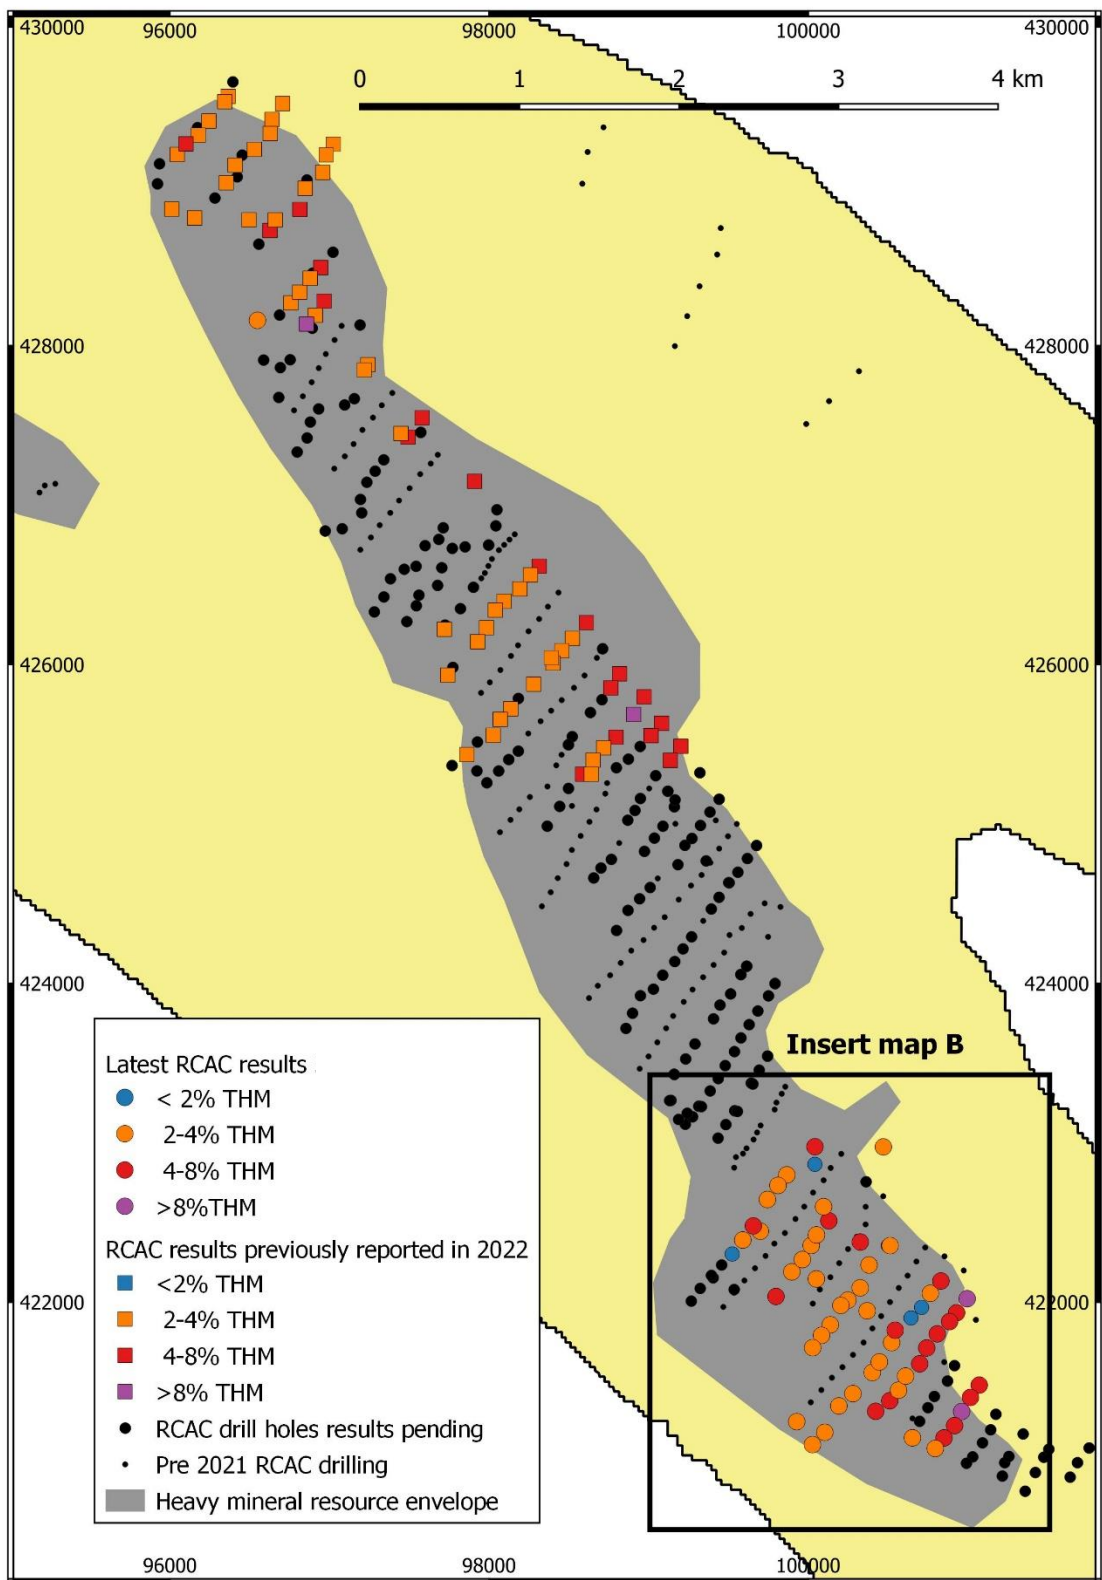 430000 96000 98000 100000 430000
0 1 2 3 4 km
428000 428000
426000 426000
424000 424000
Insert map B
422000 422000
Latest RCAC results
< 2% THM
2-4% THM
4-8% THM
>8%THM
RCAC results previously reported in 2022
<2% THM
2-4% THM
4-8% THM
>8% THM
RCAC drill holes results pending
Pre 2021 RCAC drilling
Heavy mineral resource envelope
96000 98000 100000